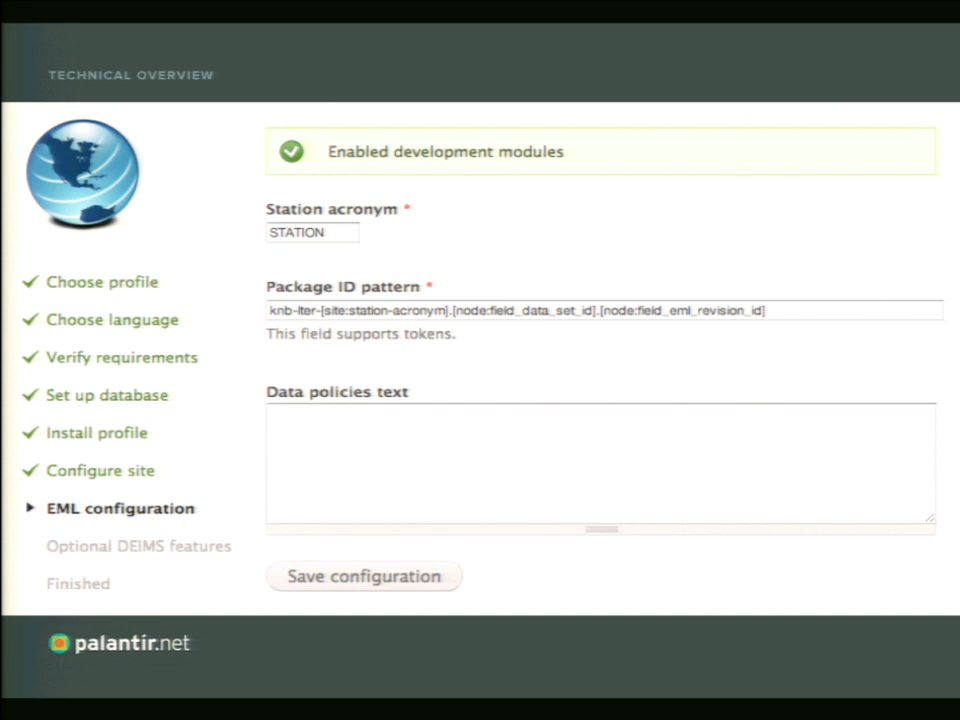 TECHNICAL OVERVIEW
Enabled development modules
Station acronym *
STATION
Package ID pattern *
knb-lter-[site:station-acronym].[node:field_data_set_id].[node:field_eml_revision_id]
This field supports tokens.
Data policies text
Save configuration
Choose profile
Choose language
Verify requirements
Set up database
Install profile
Configure site
EML configuration
Optional DEIMS features
Finished
palantir.net